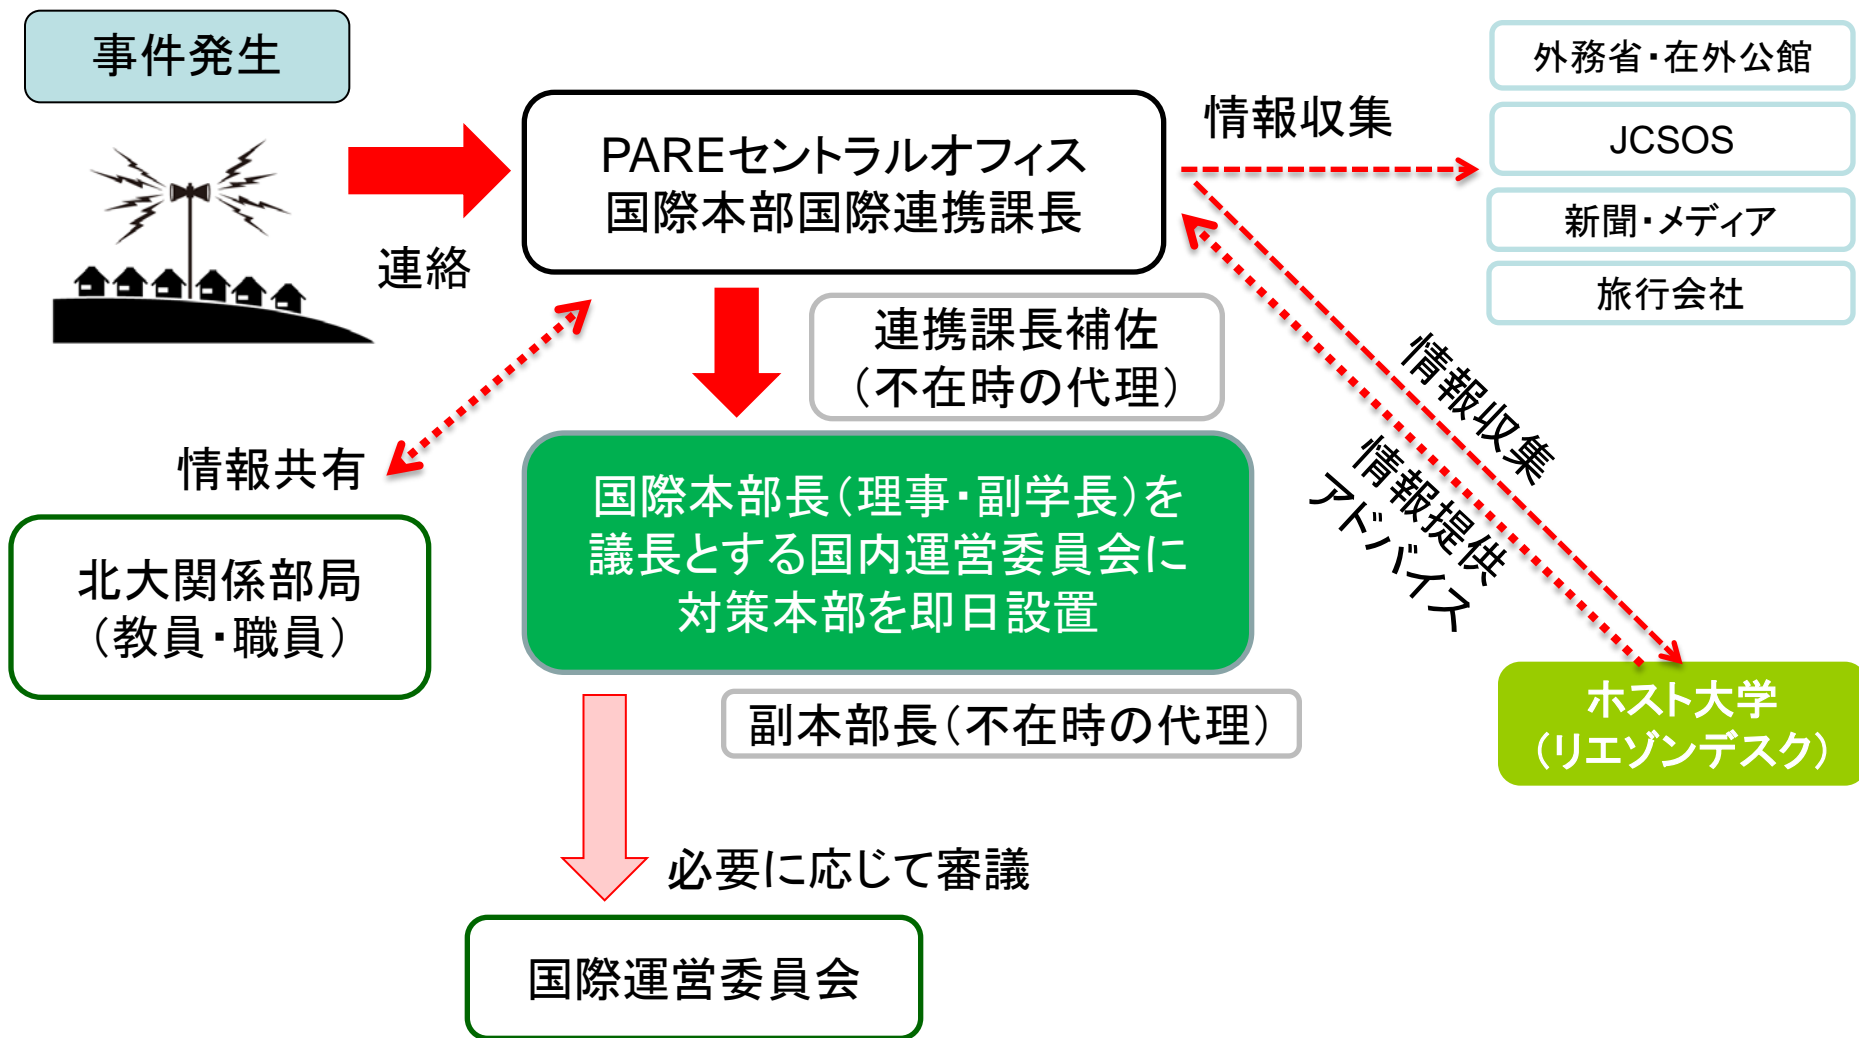 事件発生
連絡
PAREセントラルオフィス
国際本部国際連携課長
情報収集
外務省・在外公館
JCSOS
新聞・メディア
旅行会社
連携課長補佐
（不在時の代理）
情報収集
情報提供
アドバイス
情報共有
北大関係部局
（教員・職員）
国際本部長（理事・副学長）を
議長とする国内運営委員会に
対策本部を即日設置
副本部長（不在時の代理）
ホスト大学
（リエゾンデスク）
必要に応じて審議
国際運営委員会